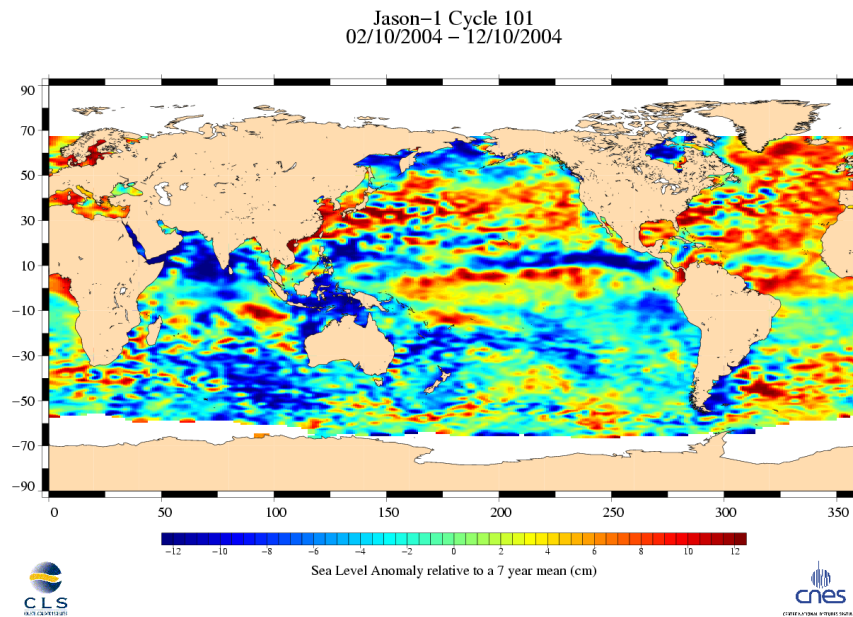 Jason−1 Cycle 101
02/10/2004 − 12/10/2004
90
70
50
30
10
−10
−30
−50
−70
−90
0 50 100 150 200 250 300 350
−12 −10 −8 −6 −4 −2 0 2 4 6 8 10 12
Sea Level Anomaly relative to a 7 year mean (cm)
CLS
cnes